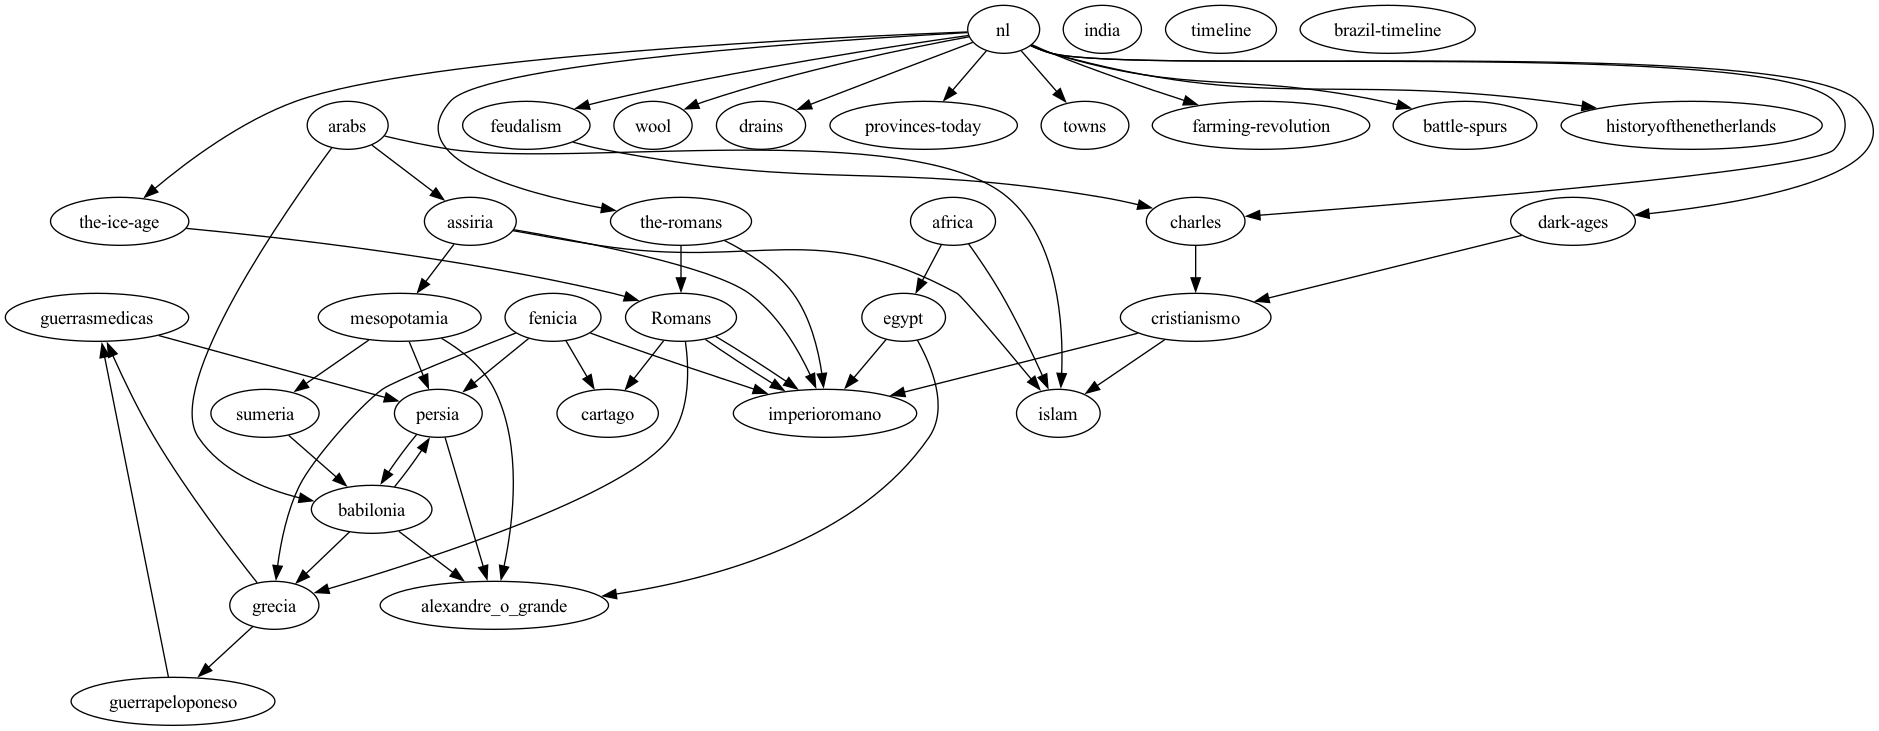 nl
india
timeline
brazil-timeline
arabs
feudalism
wool
drains
provinces-today
towns
farming-revolution
battle-spurs
historyofthenetherlands
the-ice-age
assiria
the-romans
africa
charles
dark-ages
guerrasmedicas
mesopotamia
fenicia
Romans
egypt
cristianismo
sumeria
persia
cartago
imperioromano
islam
babilonia
grecia
alexandre_o_grande
guerrapeloponeso